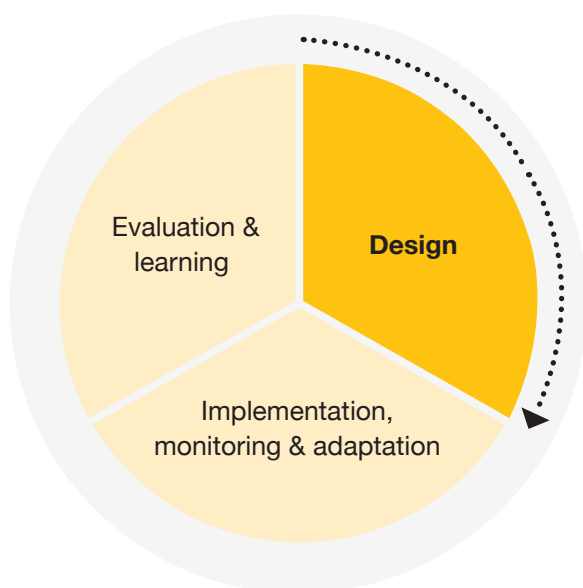 Evaluation &
learning
Design
Implementation,
monitoring & adaptation